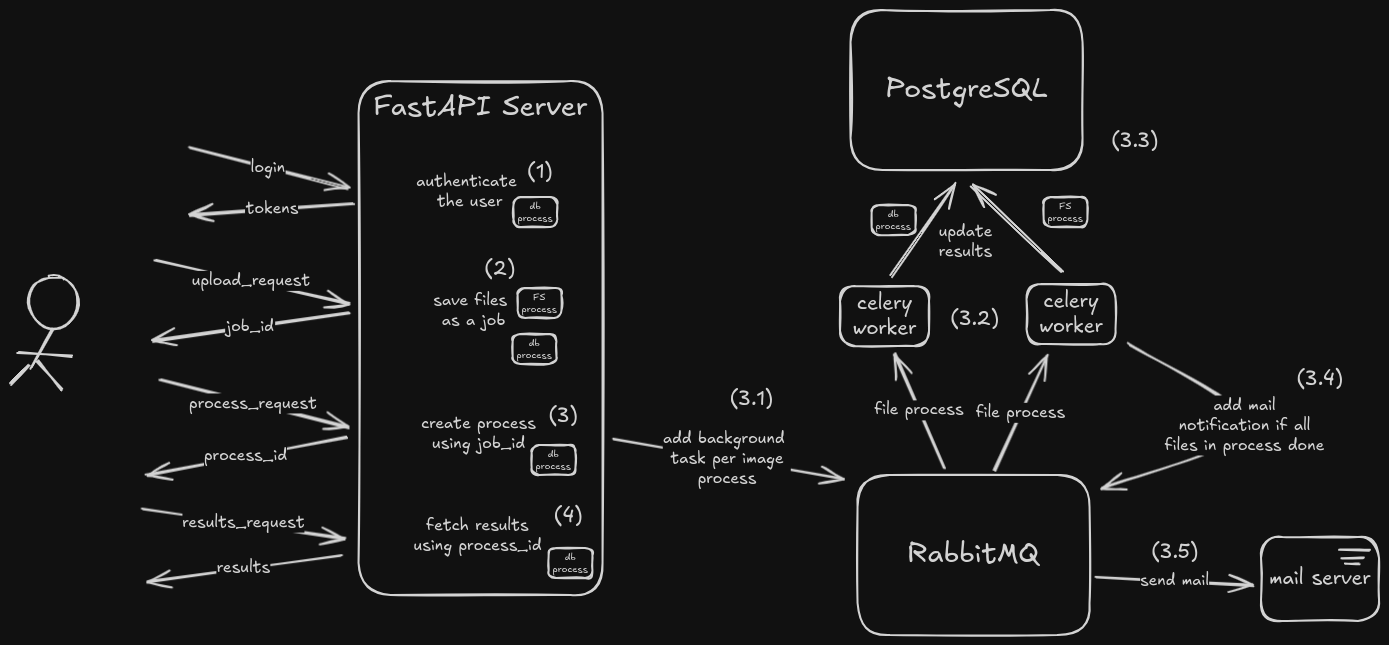 FastAPI Server
login
tokens
(1)
authenticate
the user
db
process
upload_request
job_id
(2)
save files
as a job
FS
process
db
process
process_request
process_id
(3)
create process
using job_id
db
process
results_request
results
(4)
fetch results
using process_id
db
process
(3.1)
add background
task per image
process
PostgreSQL
(3.3)
db
process
FS
process
update
results
celery
worker
(3.2)
celery
worker
file process
file process
(3.4)
add mail
notification if all
files in process done
RabbitMQ
(3.5)
send mail
mail server